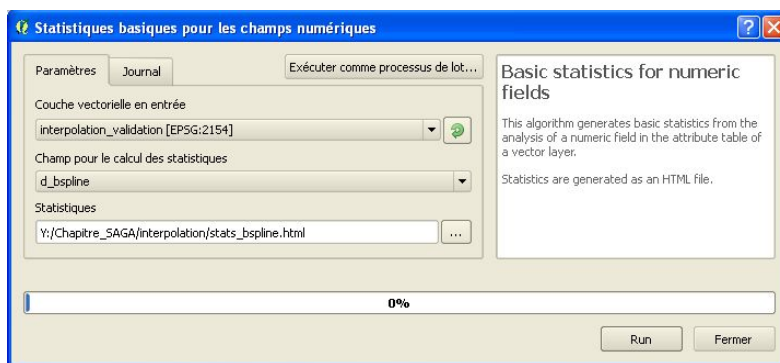 Statistiques basiques pour les champs numériques
Paramètres
Journal
Exécuter comme processus de lot...
Couche vectorielle en entrée
interpolation_validation [EPSG:2154]
Champ pour le calcul des statistiques
d_bspline
Statistiques
Y:/Chapitre_SAGA/interpolation/stats_bspline.html
...
Basic statistics for numeric
fields
This algorithm generates basic statistics from the
analysis of a numeric field in the attribute table of
a vector layer.
Statistics are generated as an HTML file.
0%
Run
Fermer